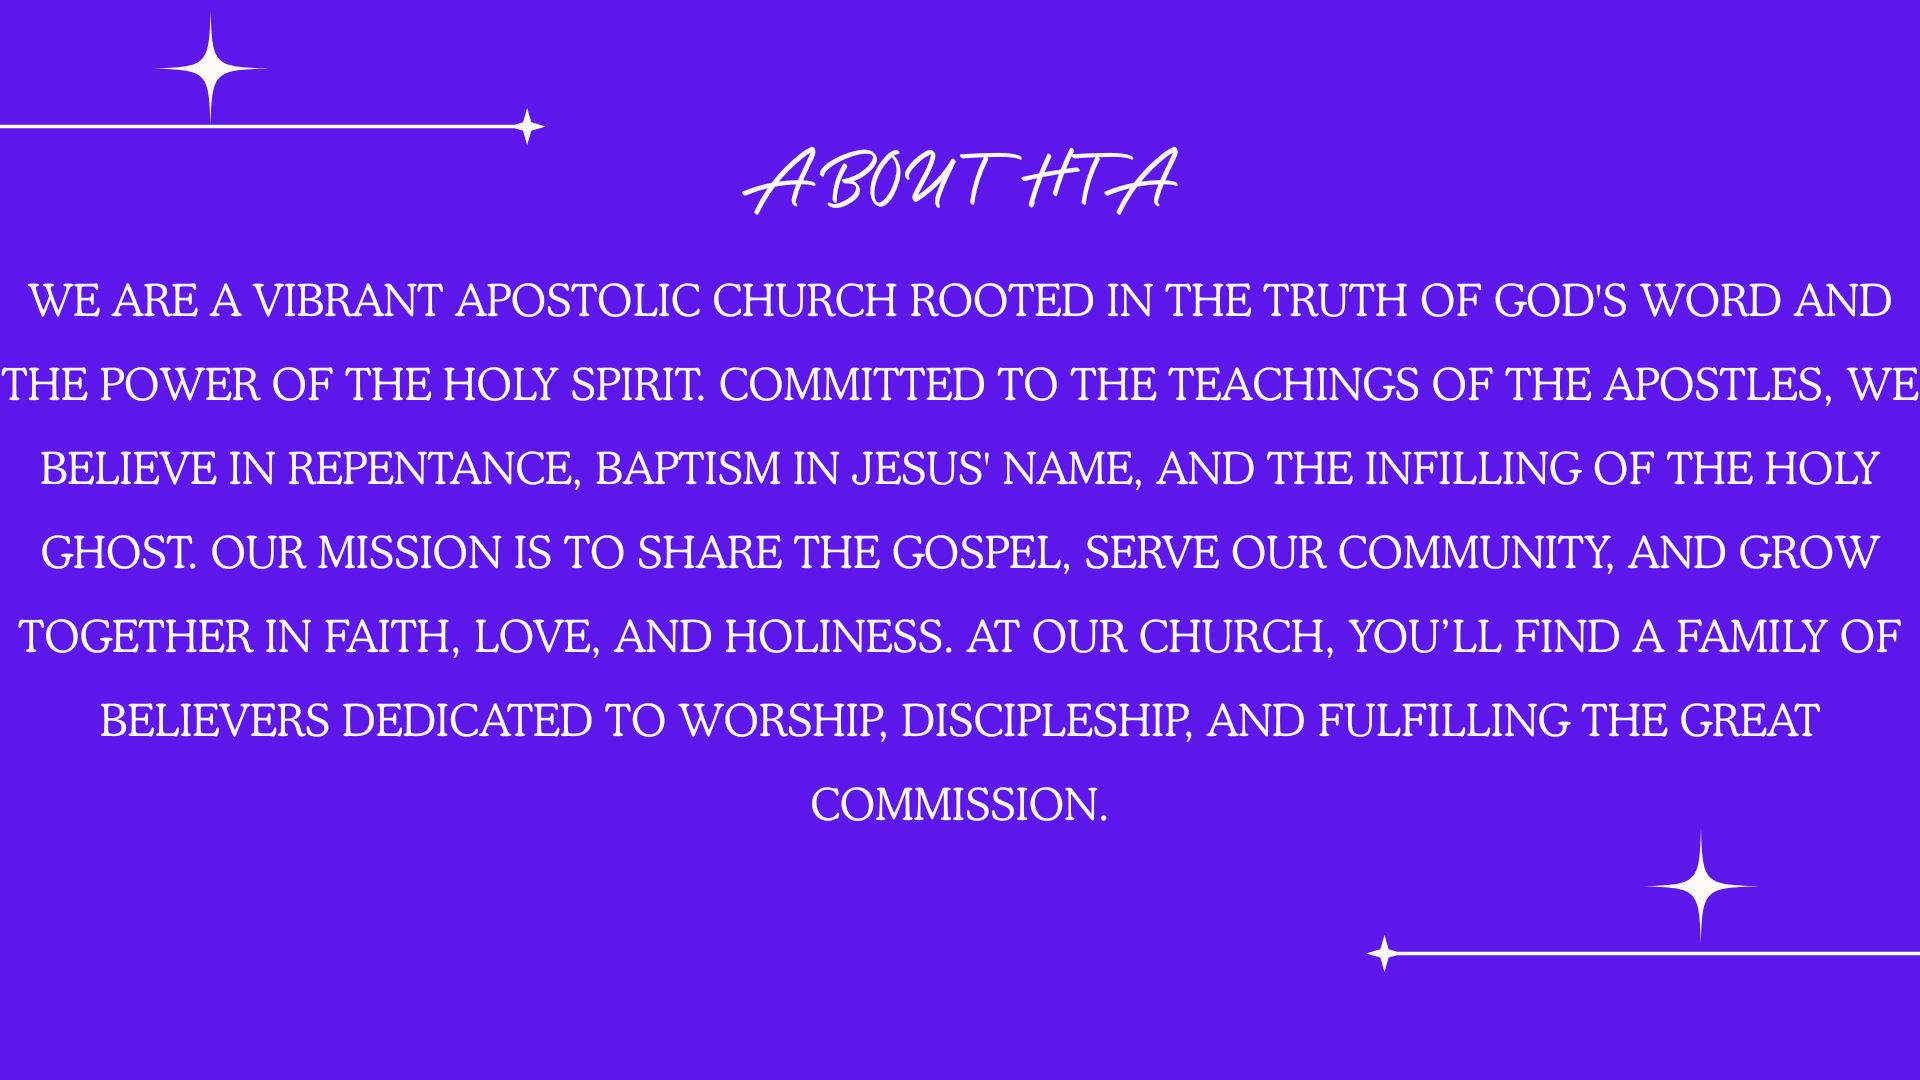 ABOUT HTA
WE ARE A VIBRANT APOSTOLIC CHURCH ROOTED IN THE TRUTH OF GOD'S WORD AND
THE POWER OF THE HOLY SPIRIT. COMMITTED TO THE TEACHINGS OF THE APOSTLES, WE
BELIEVE IN REPENTANCE, BAPTISM IN JESUS' NAME, AND THE INFILLING OF THE HOLY
GHOST. OUR MISSION IS TO SHARE THE GOSPEL, SERVE OUR COMMUNITY, AND GROW
TOGETHER IN FAITH, LOVE, AND HOLINESS. AT OUR CHURCH, YOU’LL FIND A FAMILY OF
BELIEVERS DEDICATED TO WORSHIP, DISCIPLESHIP, AND FULFILLING THE GREAT
COMMISSION.